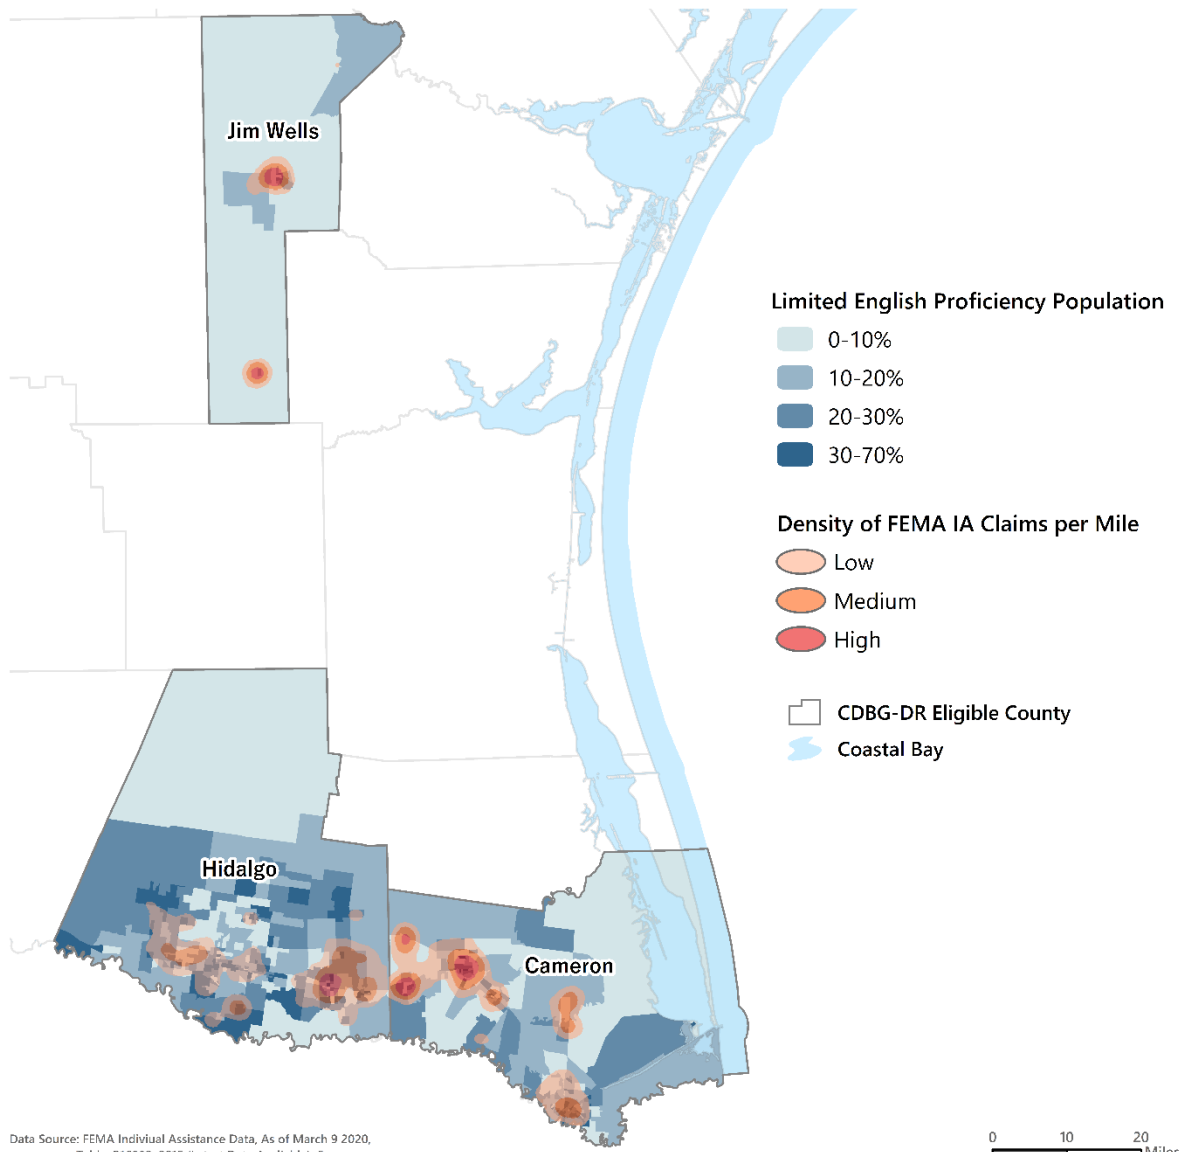 Jim Wells
Limited English Proficiency Population
0-10%
10-20%
20-30%
30-70%
Density of FEMA IA Claims per Mile
Low
Medium
High
CDBG-DR Eligible County
Coastal Bay
Hidalgo
Cameron
Data Source: FEMA Indiviual Assistance Data, As of March 9 2020,
0 10 20
Miles